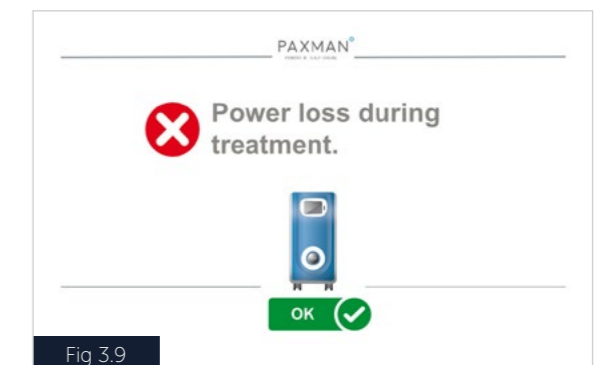 PAXMAN
Power loss during
treatment.
OK
Fig 3.9